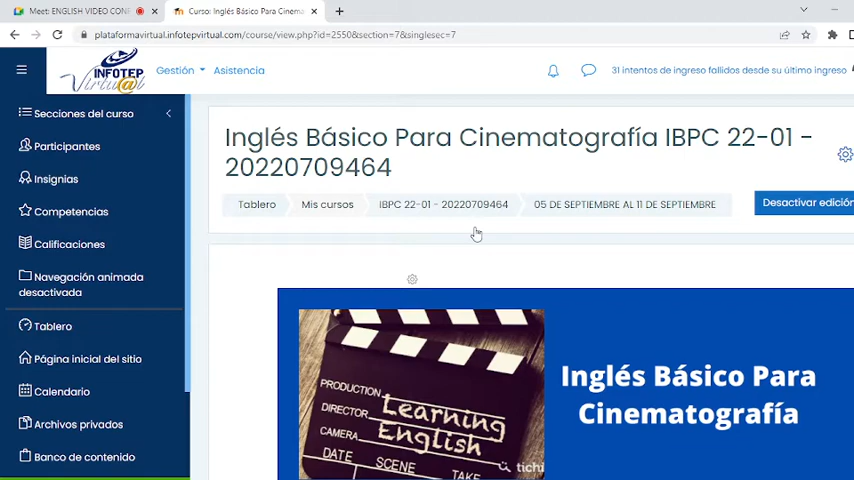 Meet: ENGLISH VIDEO CONF
Curso: Inglés Básico Para Cinema
plataformavirtual.infotepvirtual.com/course/view.php?id=2550&section=7&singlesec=7
INFOTEP
Virtu@l
Gestión
Asistencia
31 intentos de ingreso fallidos desde su último ingreso
Secciones del curso
Participantes
Insignias
Competencias
Calificaciones
Navegación animada
desactivada
Tablero
Página inicial del sitio
Calendario
Archivos privados
Banco de contenido
Inglés Básico Para Cinematografía IBPC 22-01 -
20220709464
Tablero
Mis cursos
IBPC 22-01 - 20220709464
05 DE SEPTIEMBRE AL 11 DE SEPTIEMBRE
Desactivar edición
PRODUCTION
DIRECTOR
CAMERA
Learning
English
DATE
SCENE
TAKE
tichi
Inglés Básico Para
Cinematografía